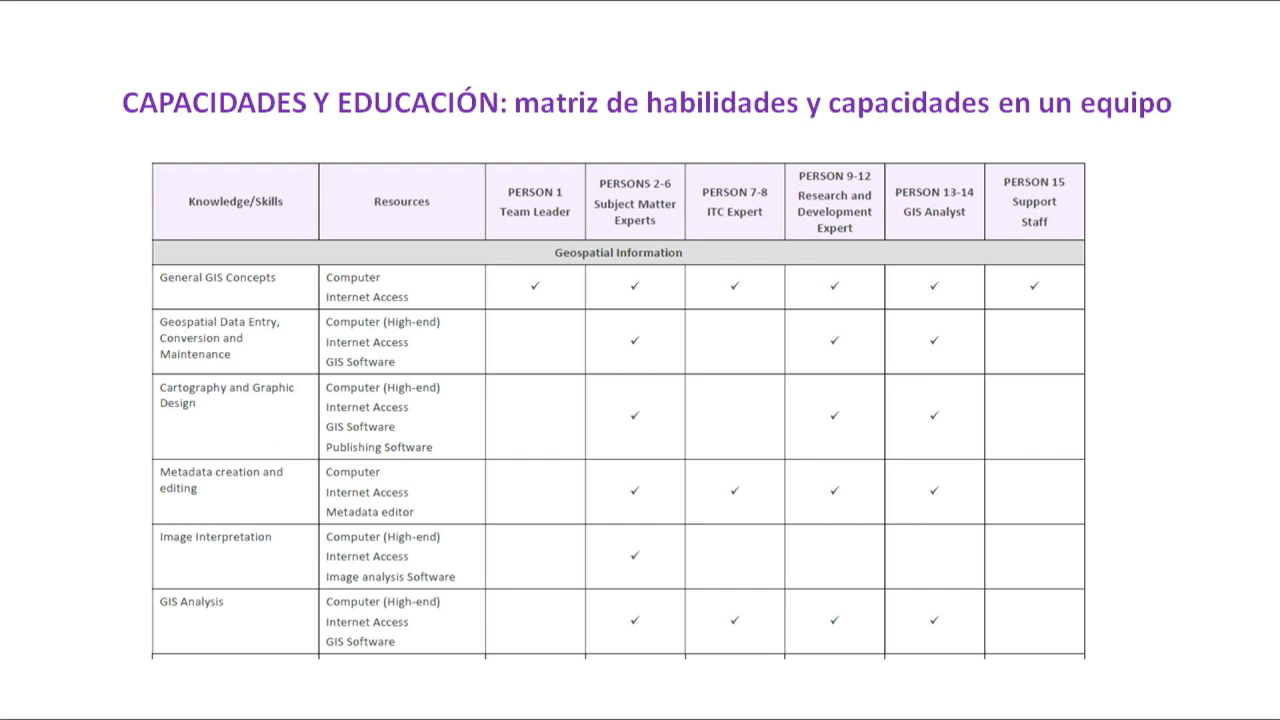 CAPACIDADES Y EDUCACIÓN: matriz de habilidades y capacidades en un equipo
Knowledge/Skills
Resources
PERSON 1
Team Leader
PERSONS 2-6
Subject Matter
Experts
PERSON 7-8
ITC Expert
PERSON 9-12
Research and
Development
Expert
PERSON 13-14
GIS Analyst
PERSON 15
Support
Staff
Geospatial Information
General GIS Concepts
Computer
Internet Access
✓ ✓ ✓ ✓ ✓ ✓
Geospatial Data Entry,
Conversion and
Maintenance
Computer (High-end)
Internet Access
GIS Software
✓ ✓ ✓
Cartography and Graphic
Design
Computer (High-end)
Internet Access
GIS Software
Publishing Software
✓ ✓ ✓
Metadada creation and
editing
Computer
Internet Access
Metadata editor
✓ ✓ ✓ ✓
Image Interpretation
Computer (High-end)
Internet Access
Image analysis Software
✓
GIS Analysis
Computer (High-end)
Internet Access
GIS Software
✓ ✓ ✓ ✓